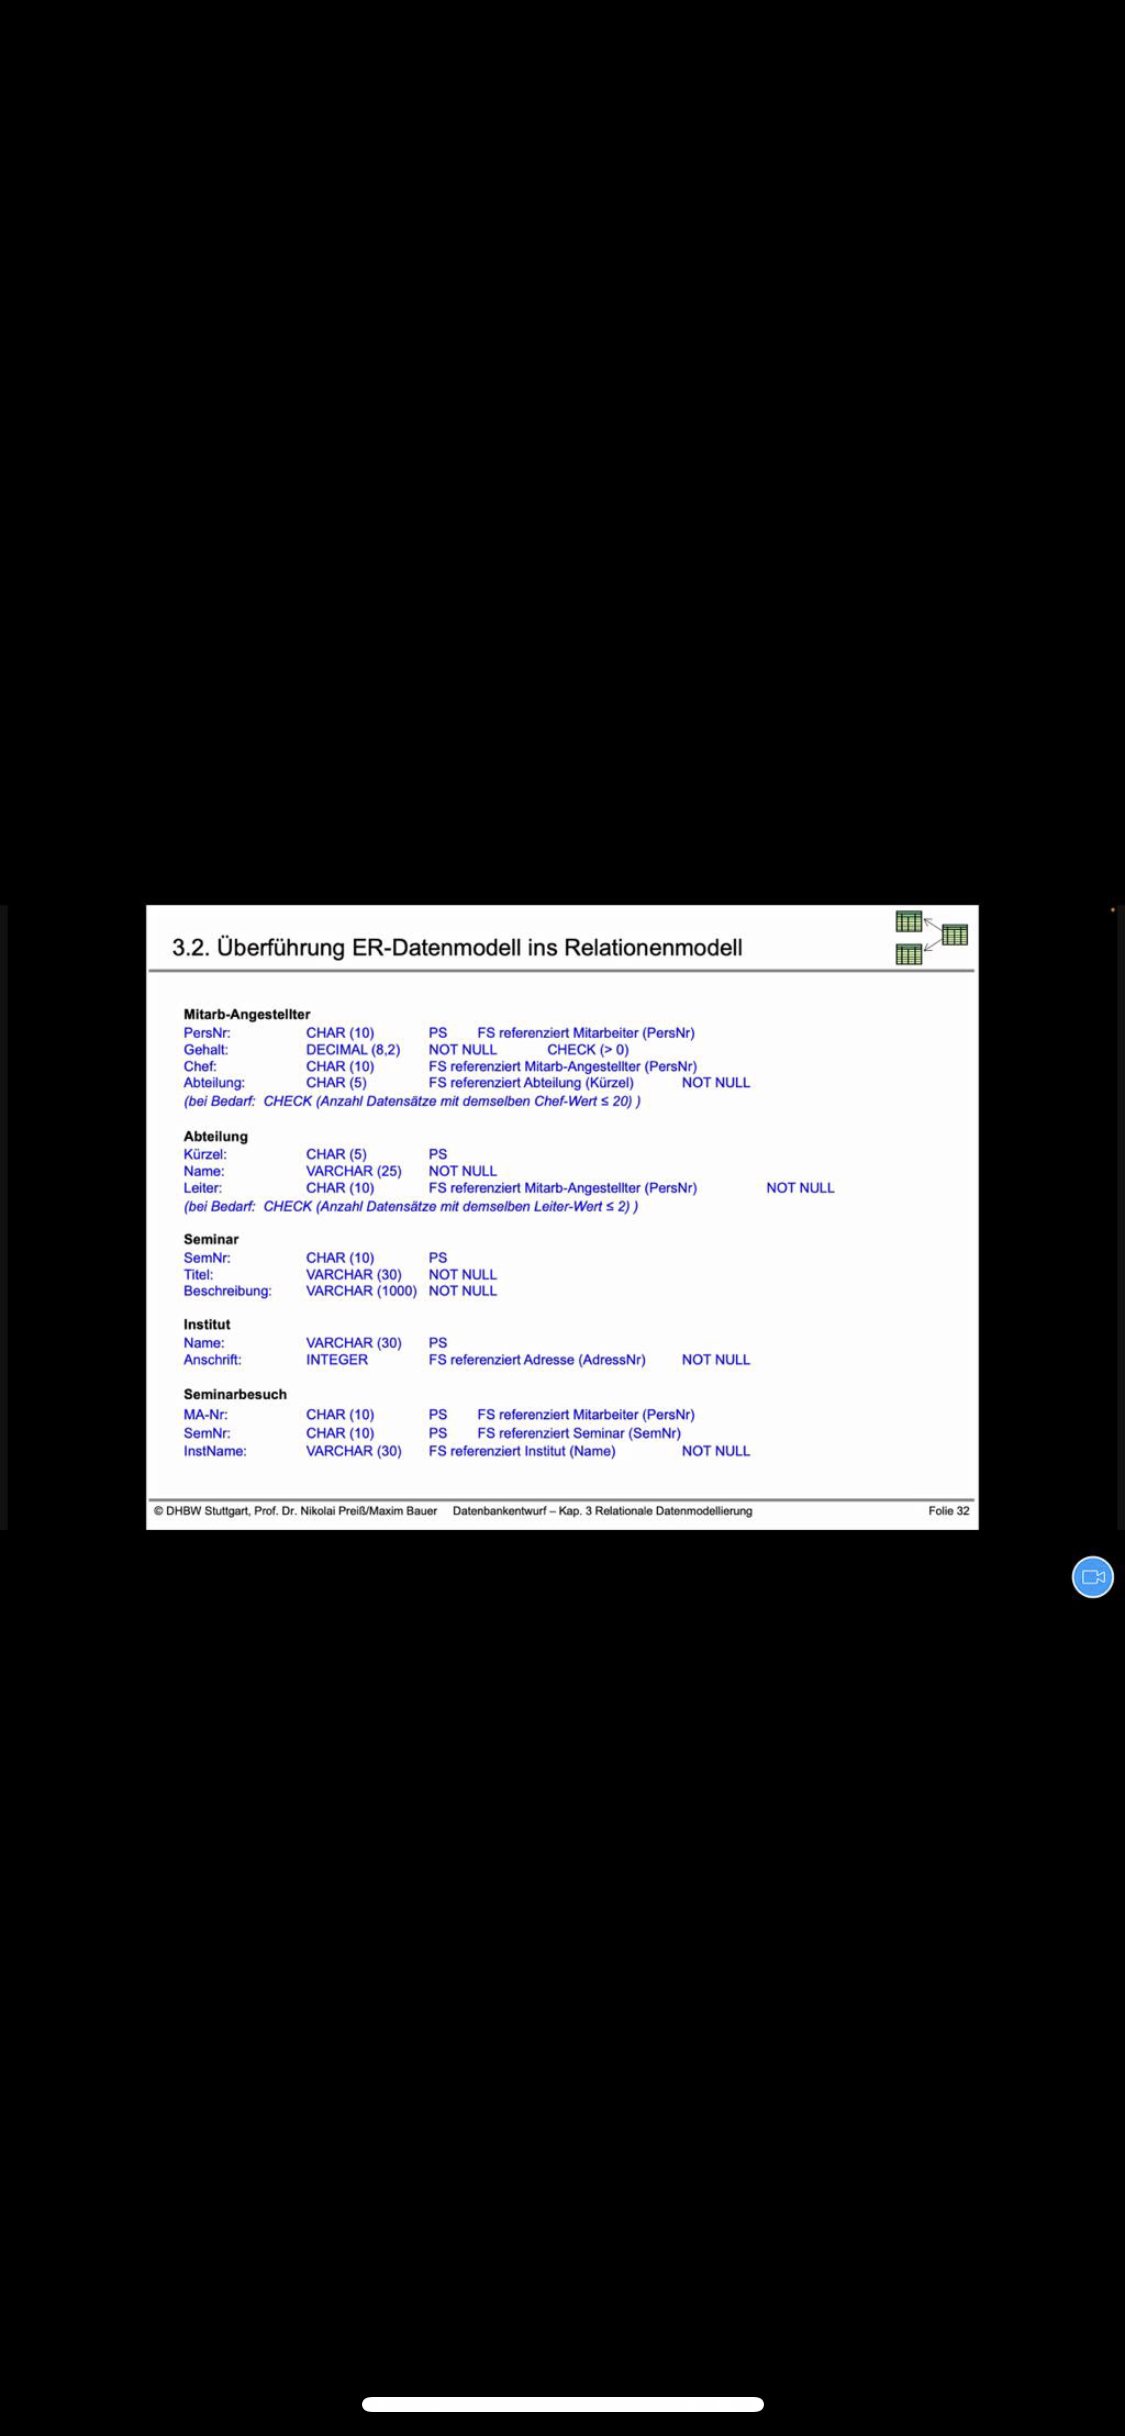 3.2. Überführung ER-Datenmodell ins Relationenmodell
Mitarb-Angestellter
PersNr: CHAR (10) PS FS referenziert Mitarbeiter (PersNr)
Gehalt: DECIMAL (8,2) NOT NULL CHECK (> 0)
Chef: CHAR (10) FS referenziert Mitarb-Angestellter (PersNr)
Abteilung: CHAR (5) FS referenziert Abteilung (Kürzel) NOT NULL
(bei Bedarf: CHECK (Anzahl Datensätze mit demselben Chef-Wert ≤ 20) )
Abteilung
Kürzel: CHAR (5) PS
Name: VARCHAR (25) NOT NULL
Leiter: CHAR (10) FS referenziert Mitarb-Angestellter (PersNr) NOT NULL
(bei Bedarf: CHECK (Anzahl Datensätze mit demselben Leiter-Wert ≤ 2) )
Seminar
SemNr: CHAR (10) PS
Titel: VARCHAR (30) NOT NULL
Beschreibung: VARCHAR (1000) NOT NULL
Institut
Name: VARCHAR (30) PS
Anschrift: INTEGER FS referenziert Adresse (AdressNr) NOT NULL
Seminarbesuch
MA-Nr: CHAR (10) PS FS referenziert Mitarbeiter (PersNr)
SemNr: CHAR (10) PS FS referenziert Seminar (SemNr)
InstName: VARCHAR (30) FS referenziert Institut (Name) NOT NULL
© DHBW Stuttgart, Prof. Dr. Nikolai Preiß/Maxim Bauer Datenbankentwurf – Kap. 3 Relationale Datenmodellierung Folie 32